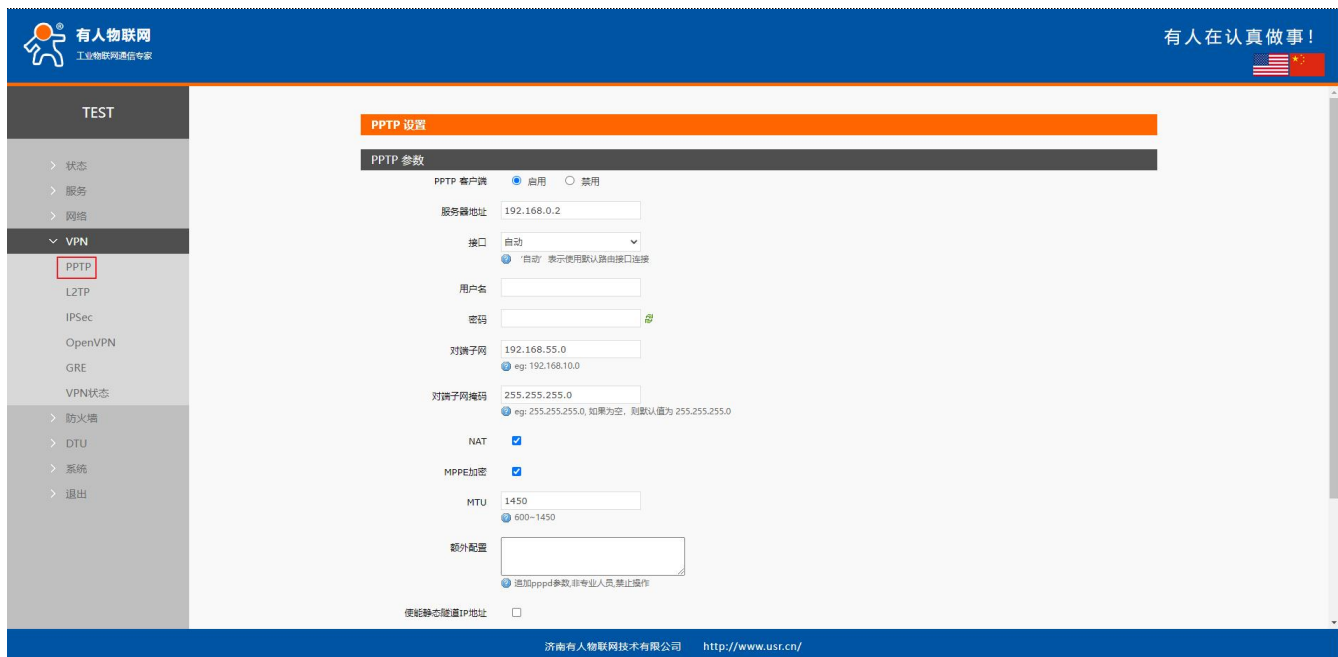 有人物联网
®
工业物联网通信专家
有人在认真做事!
TEST
状态
服务
网络
VPN
PPTP
L2TP
IPSec
OpenVPN
GRE
VPN状态
防火墙
DTU
系统
退出
PPTP 设置
PPTP 参数
PPTP 客户端 启用 禁用
服务器地址 192.168.0.2
接口 自动
'自动' 表示使用默认路由接口连接
用户名
密码
对端子网 192.168.55.0
eg: 192.168.10.0
对端子网掩码 255.255.255.0
eg: 255.255.255.0, 如果为空，则默认值为 255.255.255.0
NAT
MPPE加密
MTU 1450
600~1450
额外配置
追加pppd参数,非专业人员,禁止操作
使能静态隧道IP地址
济南有人物联网技术有限公司 http://www.usr.cn/